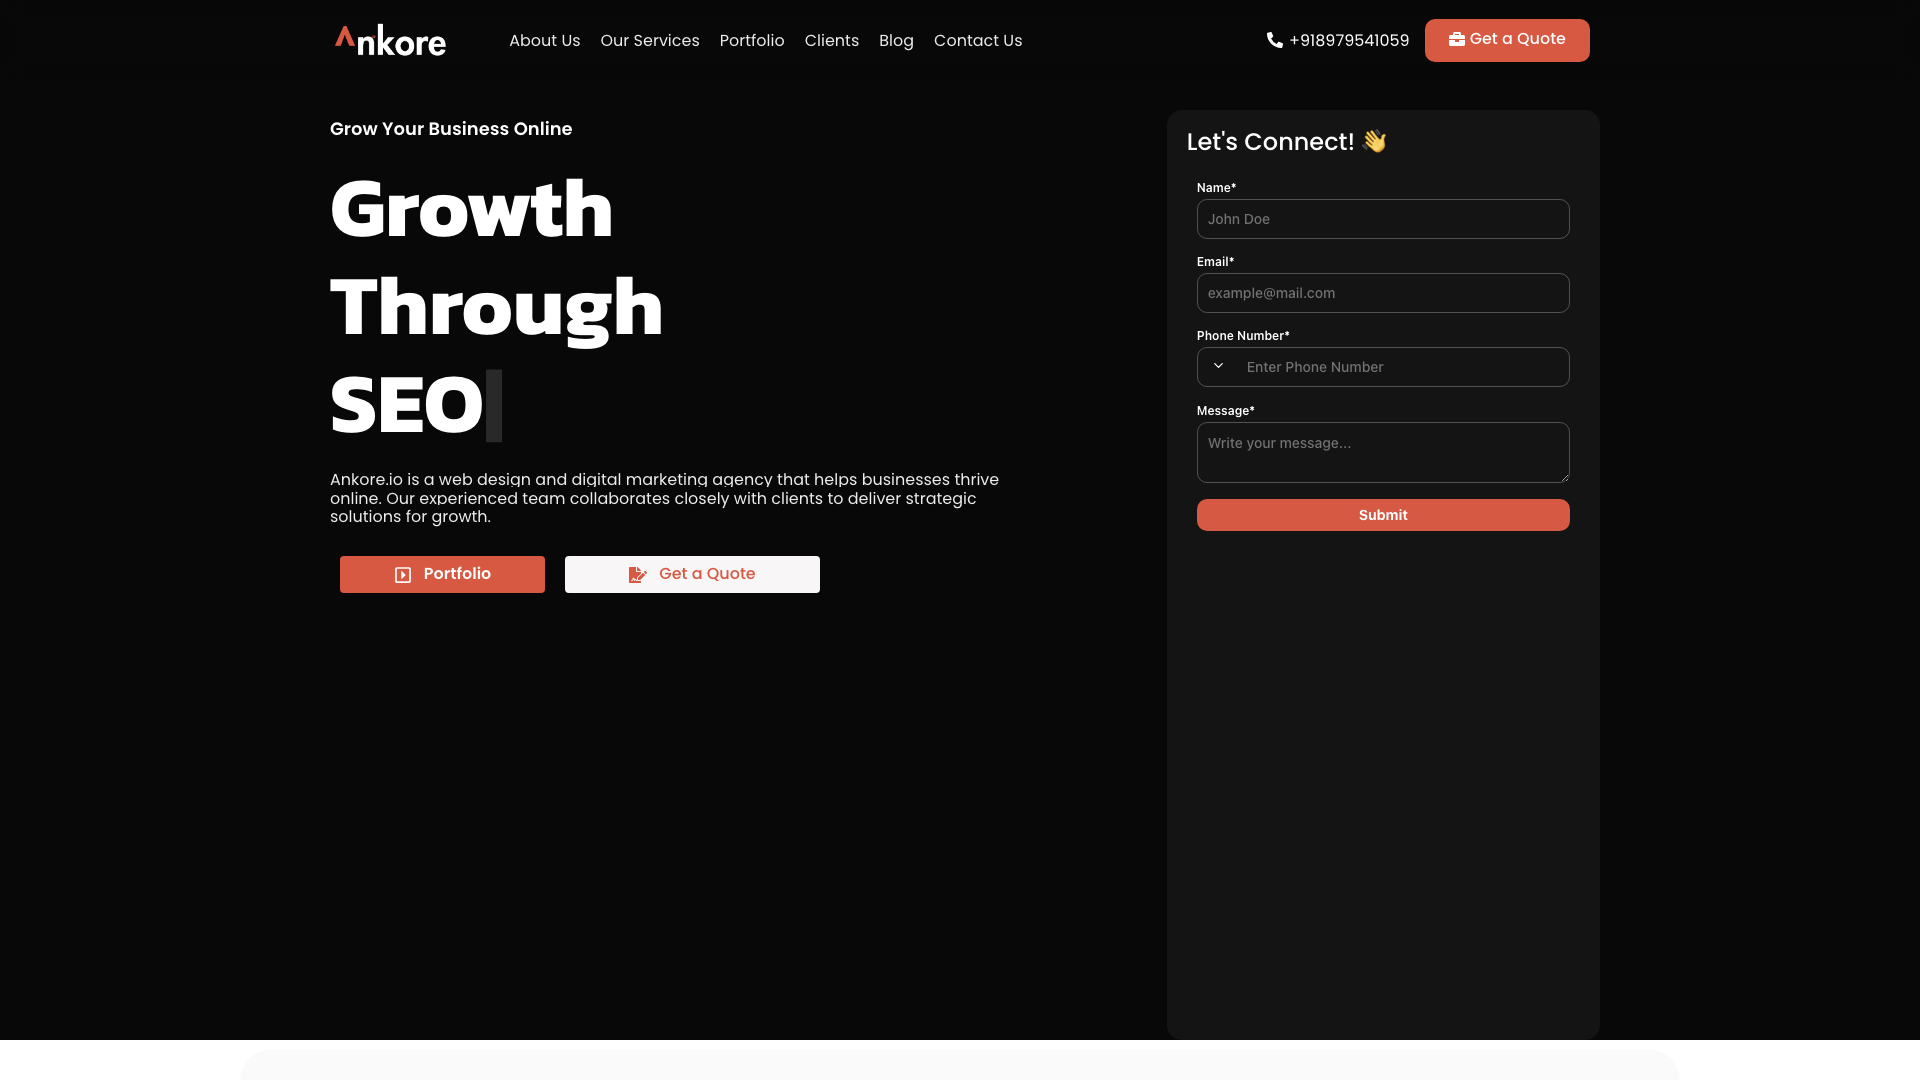 Ankore
About Us
Our Services
Portfolio
Clients
Blog
Contact Us
+918979541059
Get a Quote
Grow Your Business Online
Growth
Through
SEO
Ankore.io is a web design and digital marketing agency that helps businesses thrive
online. Our experienced team collaborates closely with clients to deliver strategic
solutions for growth.
Portfolio
Get a Quote
Let's Connect! 👋
Name*
John Doe
Email*
example@mail.com
Phone Number*
Enter Phone Number
Message*
Write your message...
Submit